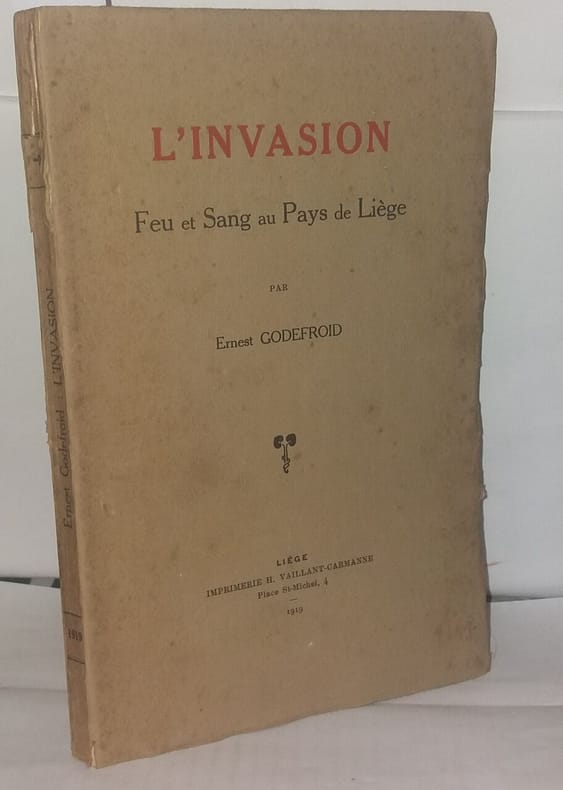 L'INVASION
Feu et Sang au Pays de Liège
PAR
Ernest GODEFROID
LIÉGE
IMPRIMERIE H. VAILLANT-CARMANNE
Place St-Michel, 4
1919
Ernest Godefroid : L'INVASION
1919